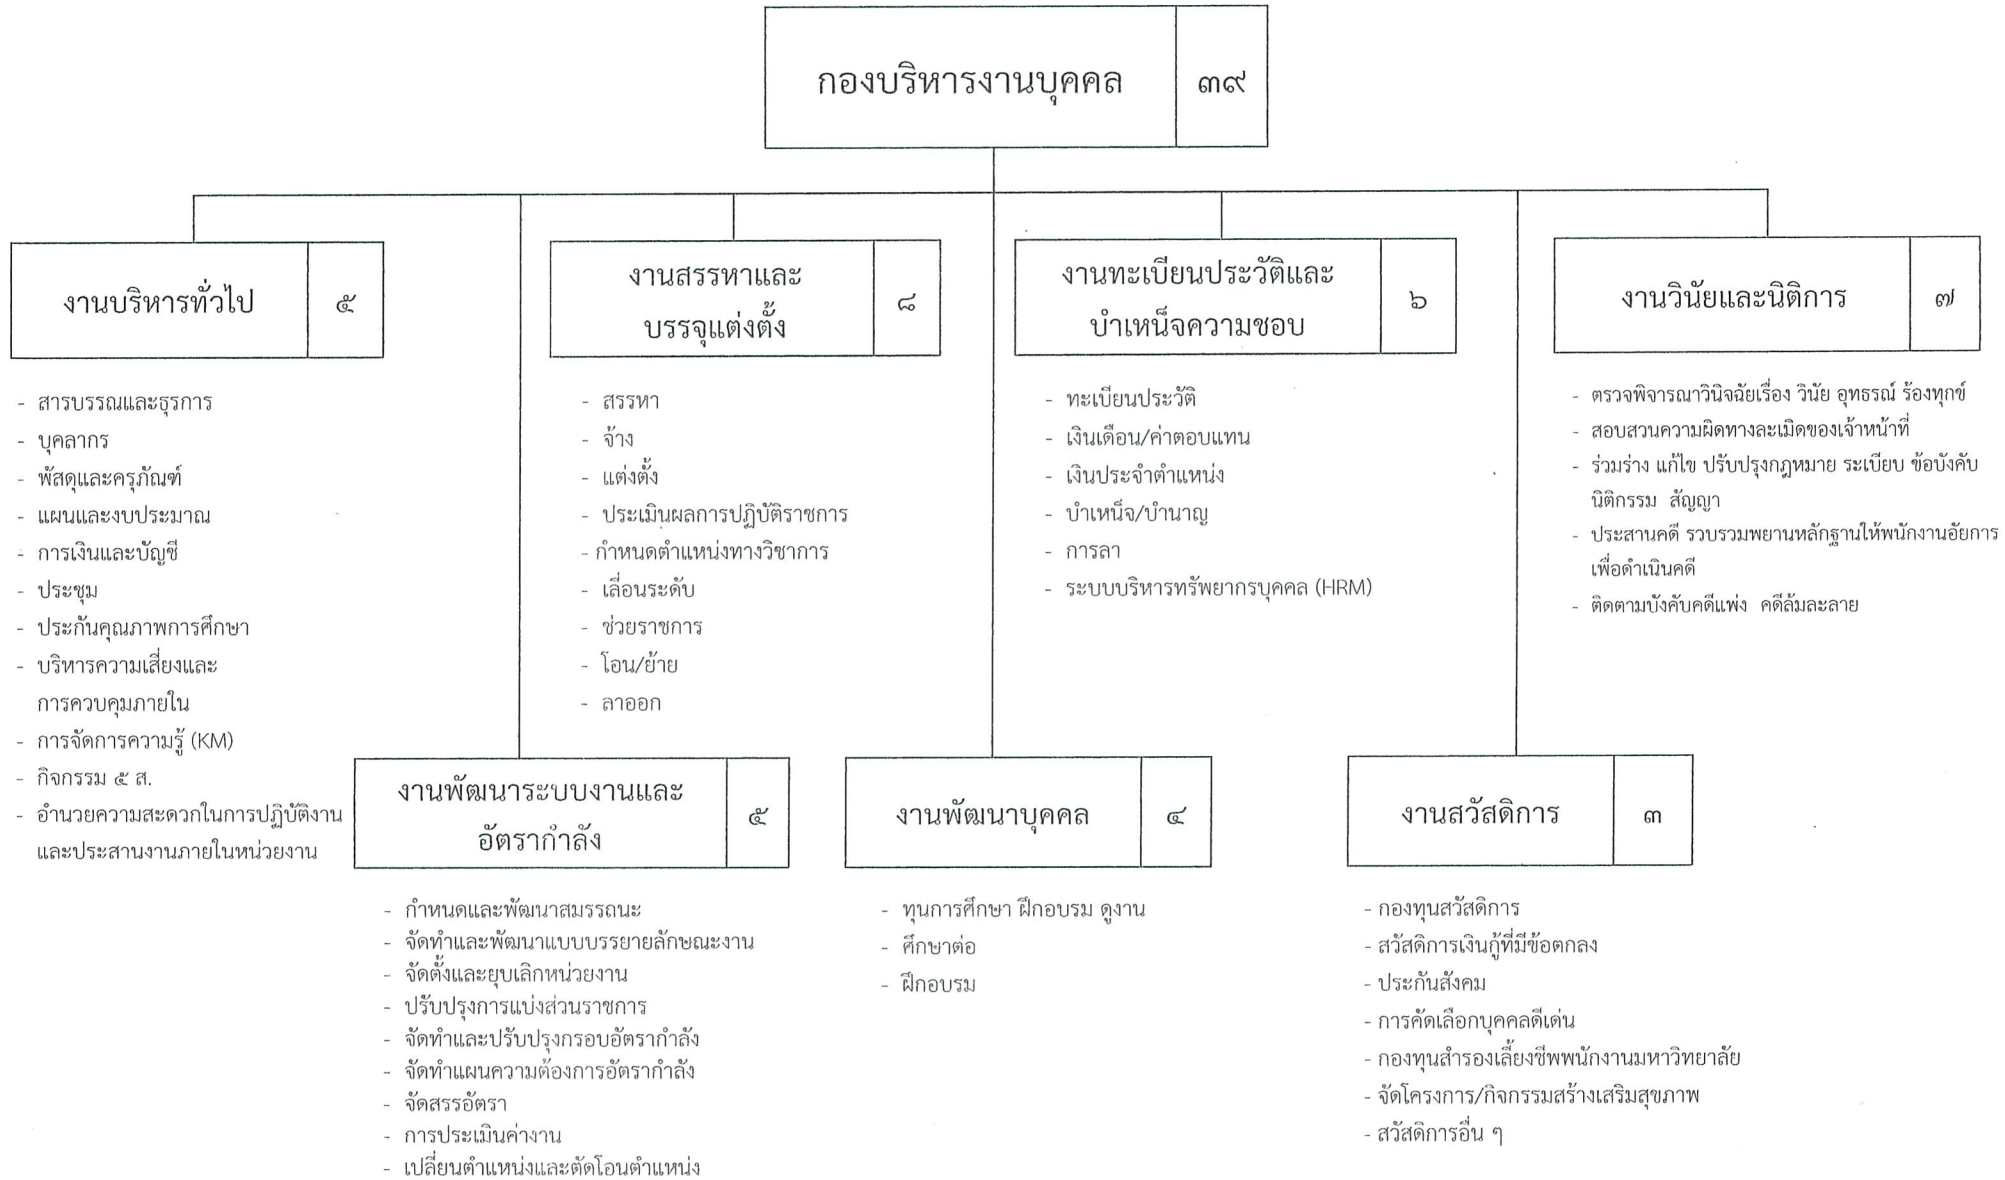 กองบริหารงานบุคคล ๓๙
งานบริหารทั่วไป ๕
- สารบรรณและธุรการ
- บุคลากร
- พัสดุและครุภัณฑ์
- แผนและงบประมาณ
- การเงินและบัญชี
- ประชุม
- ประกันคุณภาพการศึกษา
- บริหารความเสี่ยงและ
การควบคุมภายใน
- การจัดการความรู้ (KM)
- กิจกรรม ๕ ส.
- อำนวยความสะดวกในการปฏิบัติงาน
และประสานงานภายในหน่วยงาน
งานสรรหาและ
บรรจุแต่งตั้ง ๘
- สรรหา
- จ้าง
- แต่งตั้ง
- ประเมินผลการปฏิบัติราชการ
- กำหนดตำแหน่งทางวิชาการ
- เลื่อนระดับ
- ช่วยราชการ
- โอน/ย้าย
- ลาออก
งานทะเบียนประวัติและ
บำเหน็จความชอบ ๖
- ทะเบียนประวัติ
- เงินเดือน/ค่าตอบแทน
- เงินประจำตำแหน่ง
- บำเหน็จ/บำนาญ
- การลา
- ระบบบริหารทรัพยากรบุคคล (HRM)
งานวินัยและนิติการ ๗
- ตรวจพิจารณาวินิจฉัยเรื่อง วินัย อุทธรณ์ ร้องทุกข์
- สอบสวนความผิดทางละเมิดของเจ้าหน้าที่
- ร่วมร่าง แก้ไข ปรับปรุงกฎหมาย ระเบียบ ข้อบังคับ
นิติกรรม สัญญา
- ประสานคดี รวบรวมพยานหลักฐานให้พนักงานอัยการ
เพื่อดำเนินคดี
- ติดตามบังคับคดีแพ่ง คดีล้มละลาย
งานพัฒนาระบบงานและ
อัตรากำลัง ๕
- กำหนดและพัฒนาสมรรถนะ
- จัดทำและพัฒนาแบบบรรยายลักษณะงาน
- จัดตั้งและยุบเลิกหน่วยงาน
- ปรับปรุงการแบ่งส่วนราชการ
- จัดทำและปรับปรุงกรอบอัตรากำลัง
- จัดทำแผนความต้องการอัตรากำลัง
- จัดสรรอัตรา
- การประเมินค่างาน
- เปลี่ยนตำแหน่งและตัดโอนตำแหน่ง
งานพัฒนาบุคคล ๔
- ทุนการศึกษา ฝึกอบรม ดูงาน
- ศึกษาต่อ
- ฝึกอบรม
งานสวัสดิการ ๓
- กองทุนสวัสดิการ
- สวัสดิการเงินกู้ที่มีข้อตกลง
- ประกันสังคม
- การคัดเลือกบุคคลดีเด่น
- กองทุนสำรองเลี้ยงชีพพนักงานมหาวิทยาลัย
- จัดโครงการ/กิจกรรมสร้างเสริมสุขภาพ
- สวัสดิการอื่น ๆ